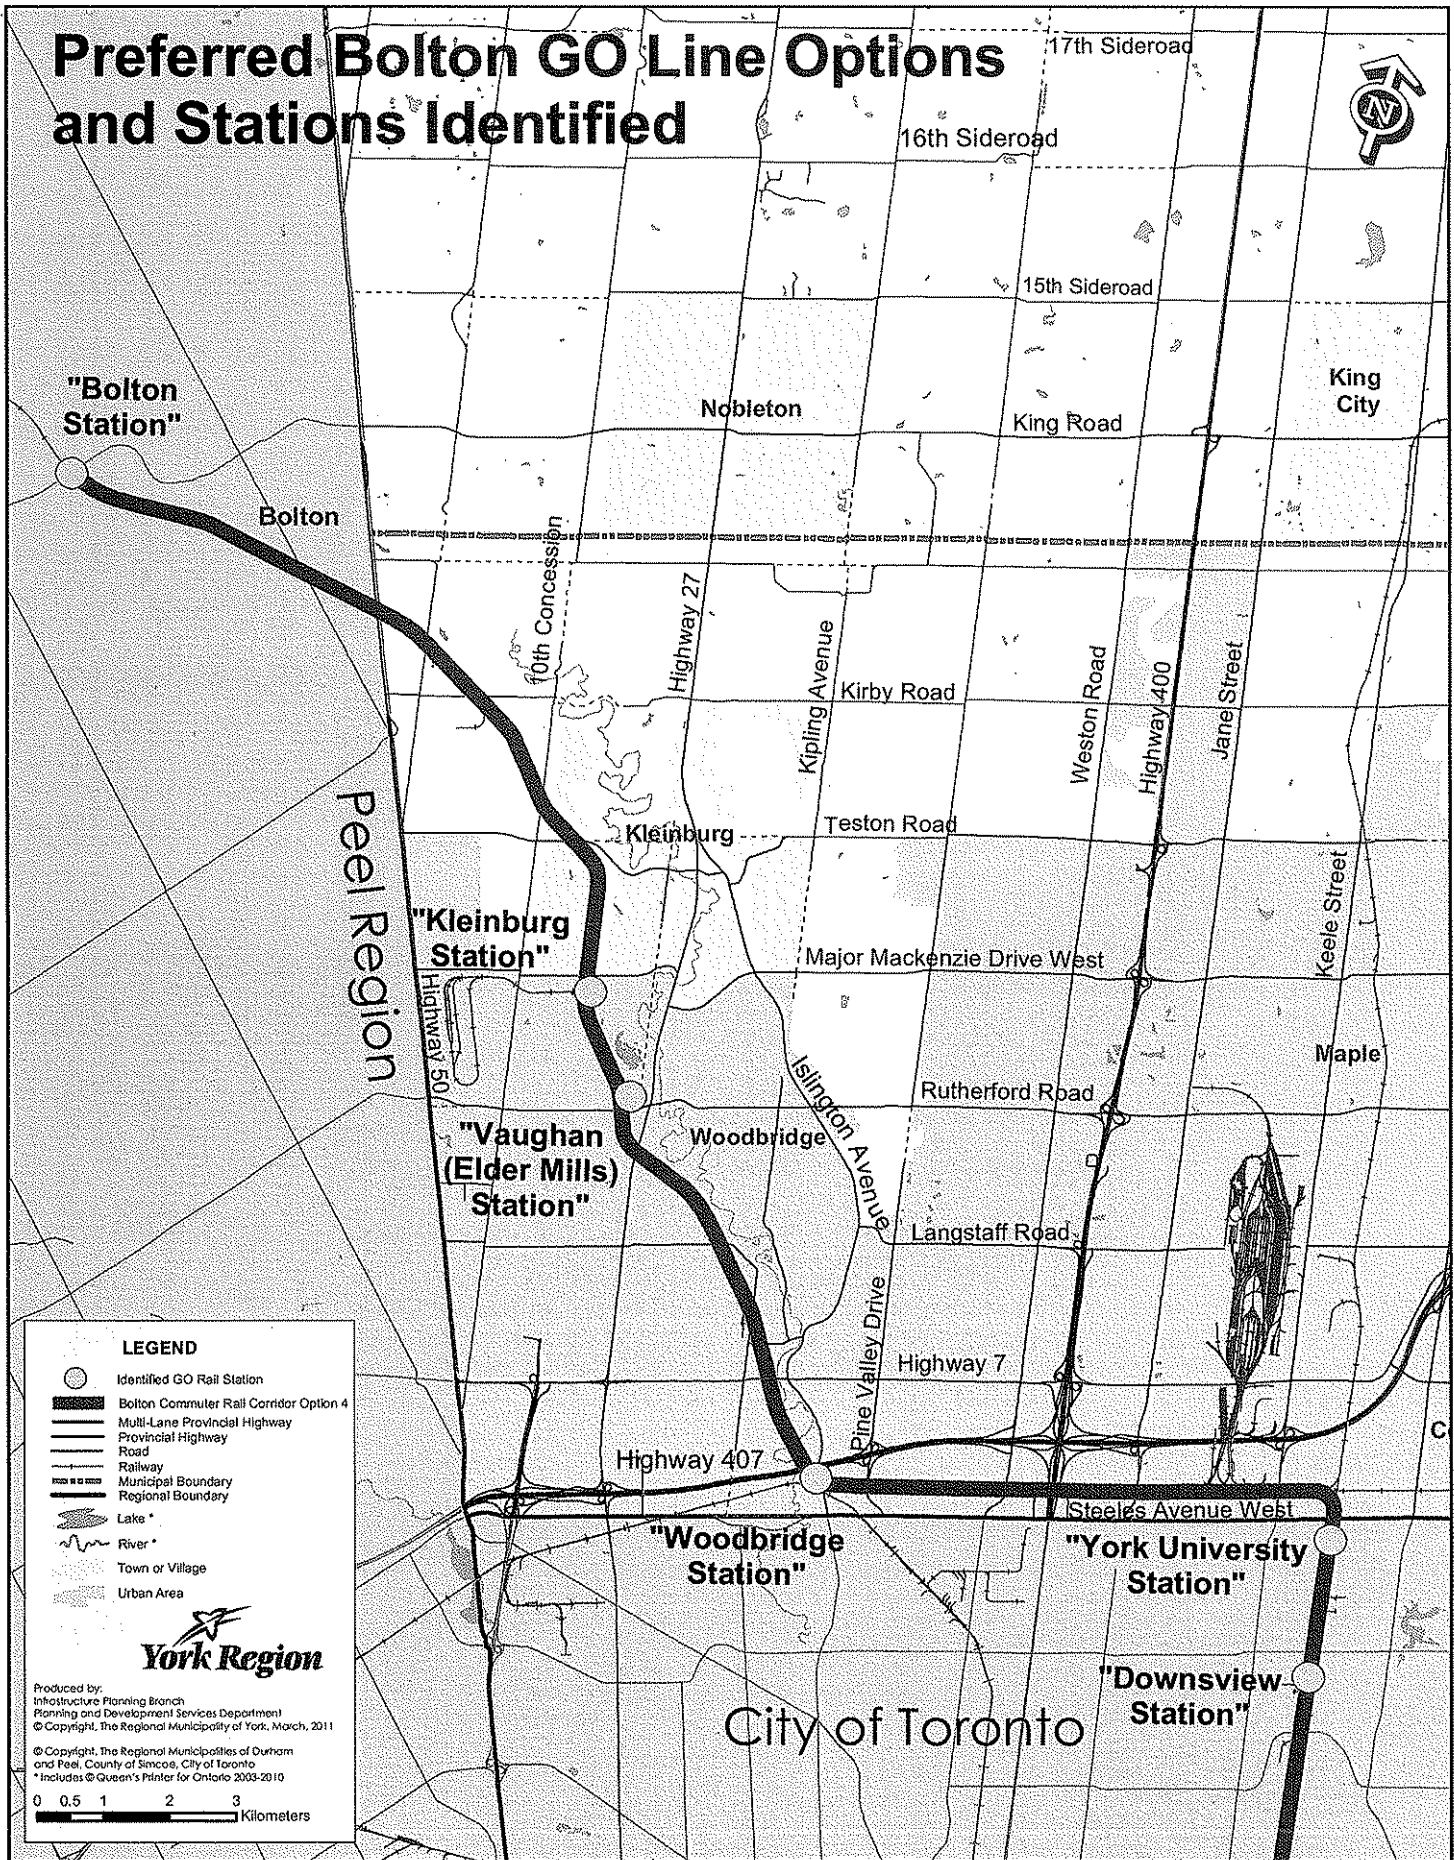 Preferred Bolton GO Line Options
and Stations Identified
17th Sideroad
N
16th Sideroad
15th Sideroad
"Bolton
Station"
King
City
Nobleton
King Road
Bolton
10th Concession
Highway 27
Kipling Avenue
Kirby Road
Weston Road
Highway 400
Jane Street
Peel Region
Kleinburg
Teston Road
Keele Street
"Kleinburg
Station"
Major Mackenzie Drive West
Highway 50
Maple
Islington Avenue
Rutherford Road
"Vaughan
(Elder Mills)
Station"
Woodbridge
Langstaff Road
Pine Valley Drive
Highway 7
C
Highway 407
Steeles Avenue West
"Woodbridge
Station"
"York University
Station"
"Downsview
Station"
City of Toronto
LEGEND
Identified GO Rail Station
Bolton Commuter Rail Corridor Option 4
Multi-Lane Provincial Highway
Provincial Highway
Road
Railway
Municipal Boundary
Regional Boundary
Lake *
River *
Town or Village
Urban Area
York Region
Produced by:
Infrastructure Planning Branch
Planning and Development Services Department
© Copyright, The Regional Municipality of York, March, 2011
© Copyright, The Regional Municipalities of Durham
and Peel, County of Simcoe, City of Toronto
* Includes © Queen's Printer for Ontario 2003-2010
0 0.5 1 2 3
Kilometers